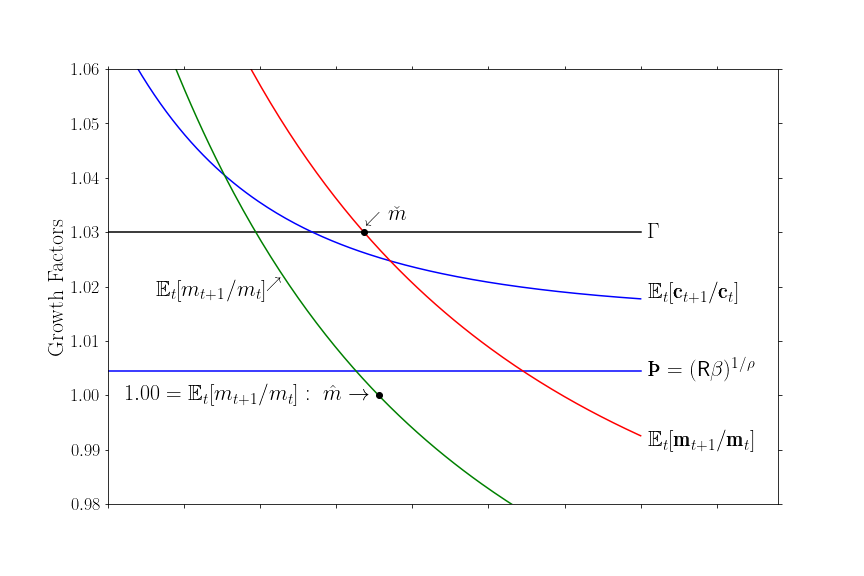 1.06
1.05
1.04
1.03
1.02
1.01
1.00
0.99
0.98
Growth Factors
m̌
Γ
𝔼ₜ[mₜ₊₁/mₜ]
𝔼ₜ[𝐜ₜ₊₁/𝐜ₜ]
Þ = (Rβ)^{1/ρ}
1.00 = 𝔼ₜ[mₜ₊₁/mₜ] : m̂ →
𝔼ₜ[𝐦ₜ₊₁/𝐦ₜ]